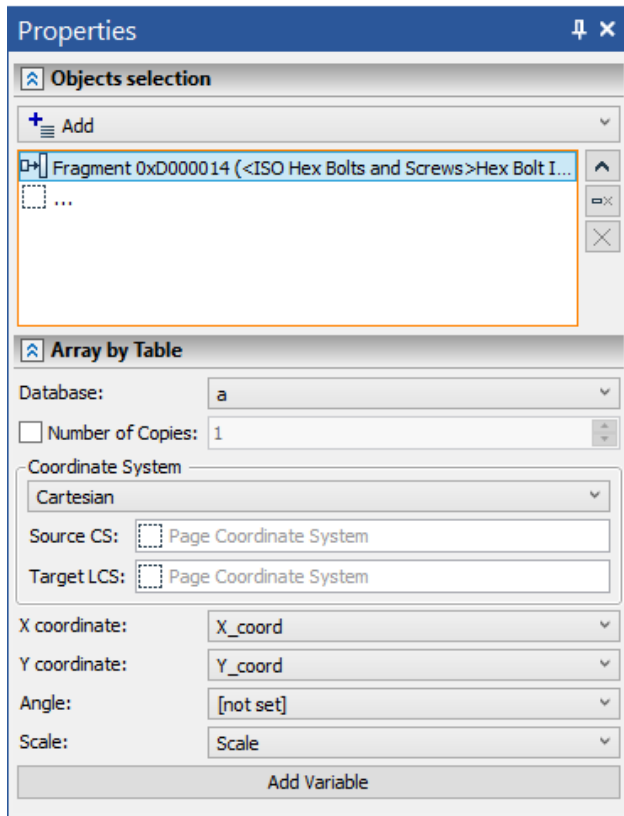 Properties
Objects selection
Add
Fragment 0xD000014 (<ISO Hex Bolts and Screws>Hex Bolt I...
...
Array by Table
Database: a
Number of Copies: 1
Coordinate System
Cartesian
Source CS: Page Coordinate System
Target LCS: Page Coordinate System
X coordinate: X_coord
Y coordinate: Y_coord
Angle: [not set]
Scale: Scale
Add Variable